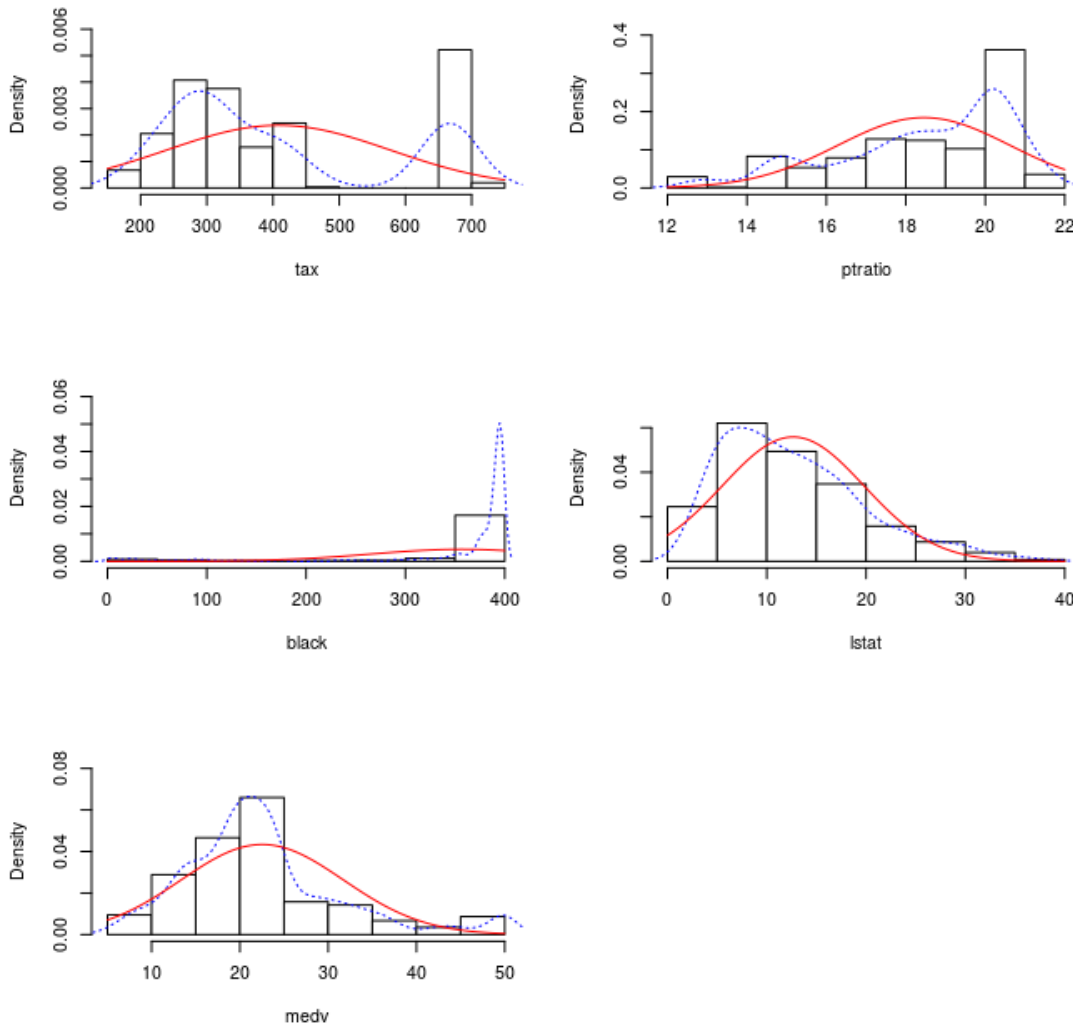 Density
0.000 0.003 0.006
200 300 400 500 600 700
tax
Density
0.0 0.2 0.4
12 14 16 18 20 22
ptratio
Density
0.00 0.02 0.04 0.06
0 100 200 300 400
black
Density
0.00 0.04
0 10 20 30 40
lstat
Density
0.00 0.04 0.08
10 20 30 40 50
medv